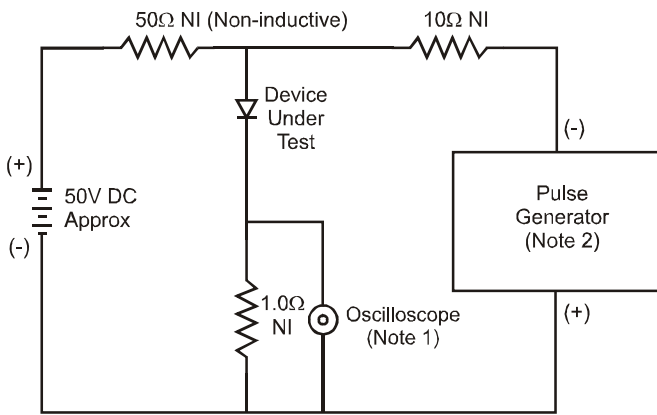 50Ω NI (Non-inductive)
10Ω NI
Device
Under
Test
(+)
50V DC
Approx
(-)
(-)
Pulse
Generator
(Note 2)
(+)
1.0Ω
NI
Oscilloscope
(Note 1)